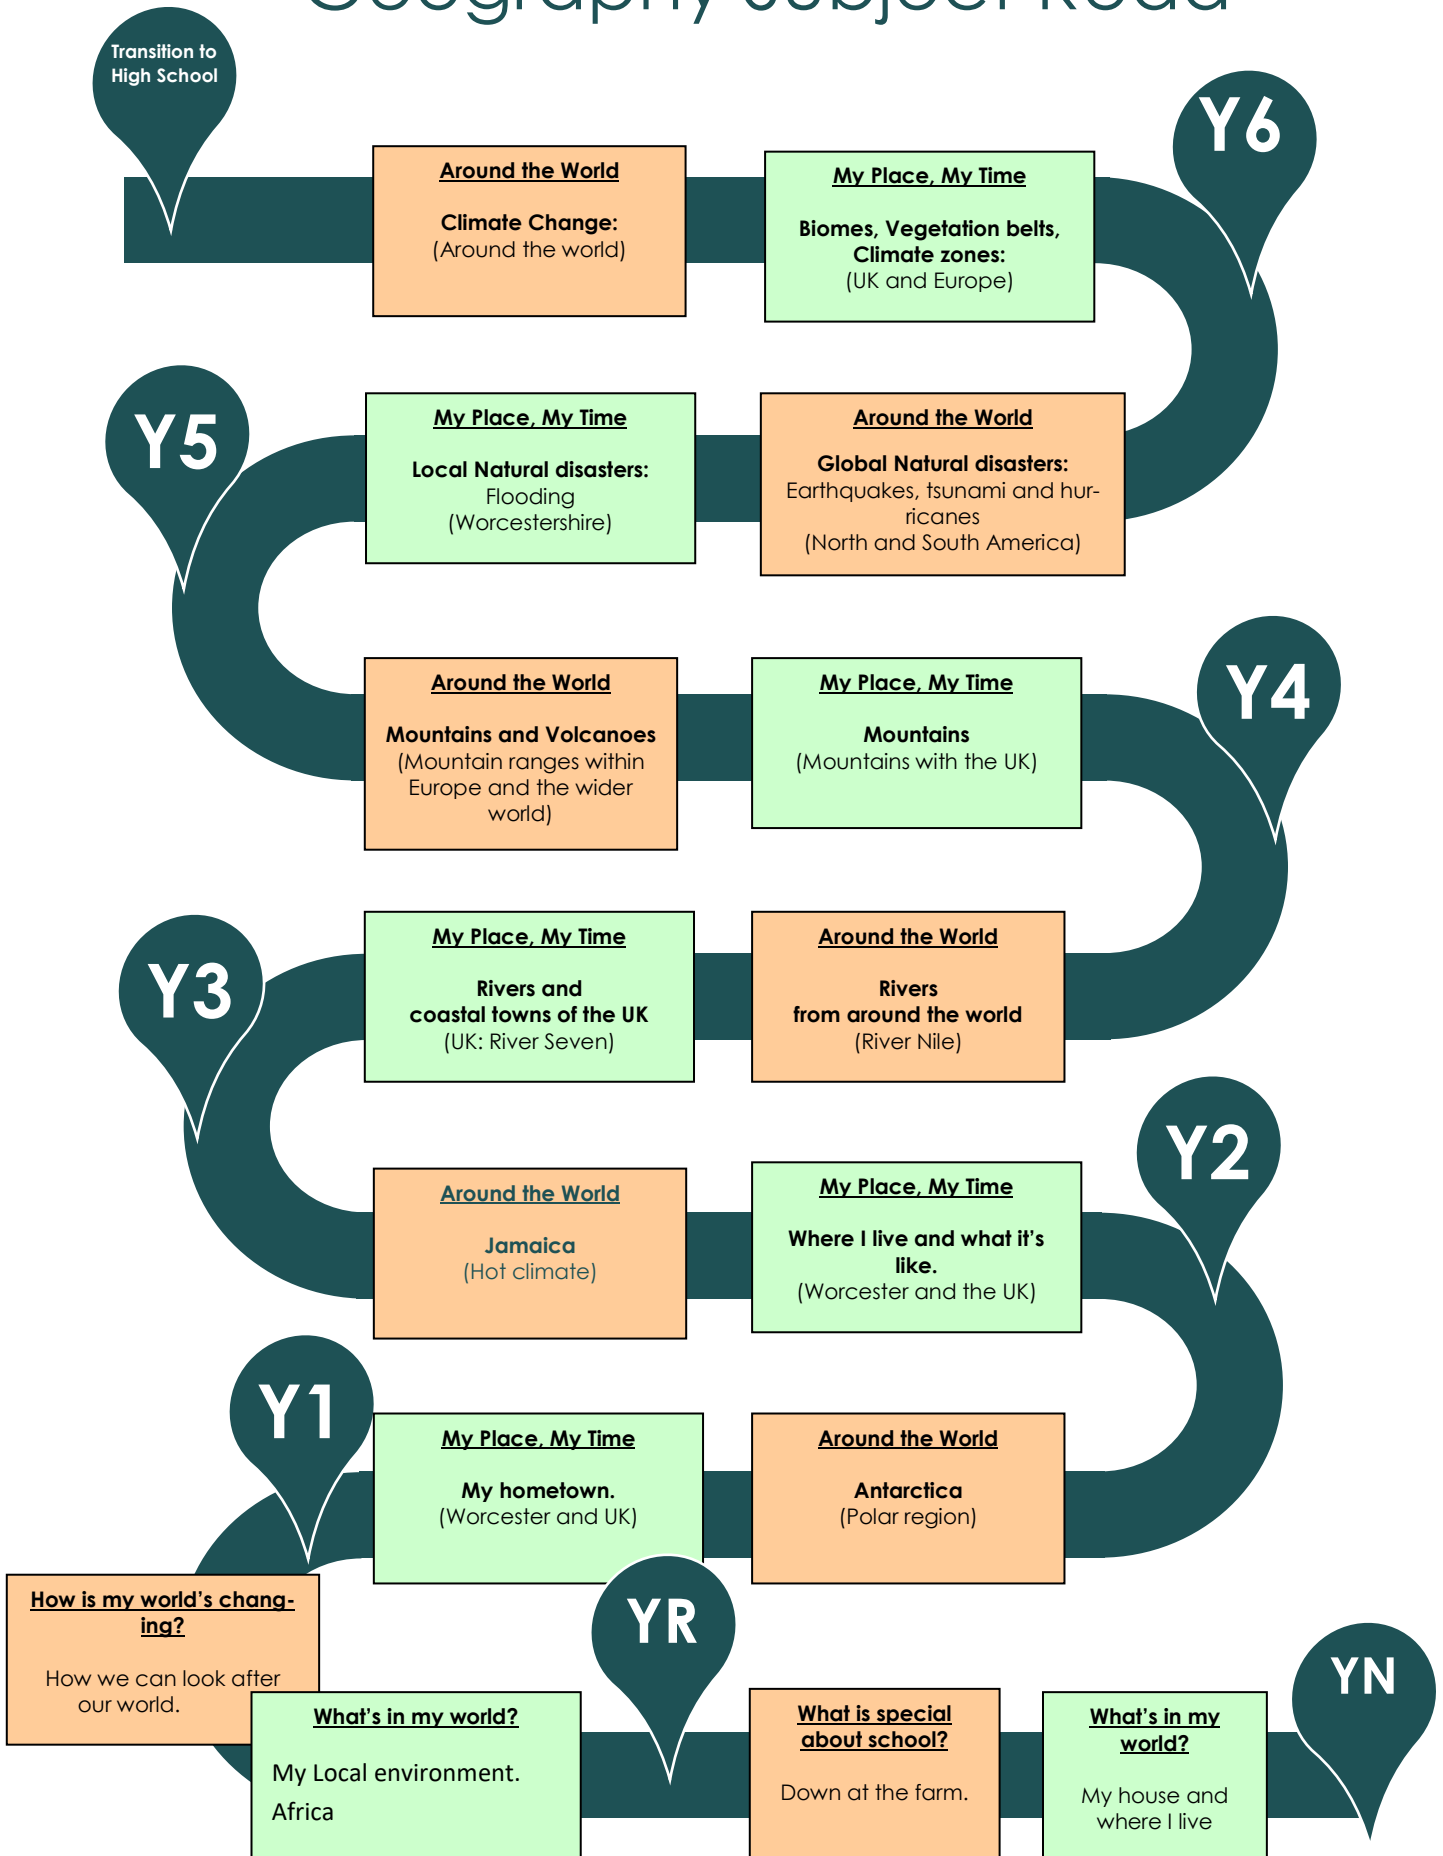 Geography Subject Road
Transition to
High School
Y6
Around the World
Climate Change:
(Around the world)
My Place, My Time
Biomes, Vegetation belts,
Climate zones:
(UK and Europe)
Y5
My Place, My Time
Local Natural disasters:
Flooding
(Worcestershire)
Around the World
Global Natural disasters:
Earthquakes, tsunami and hur-
ricanes
(North and South America)
Around the World
Mountains and Volcanoes
(Mountain ranges within
Europe and the wider
world)
My Place, My Time
Mountains
(Mountains with the UK)
Y4
Y3
My Place, My Time
Rivers and
coastal towns of the UK
(UK: River Seven)
Around the World
Rivers
from around the world
(River Nile)
Y2
Around the World
Jamaica
(Hot climate)
My Place, My Time
Where I live and what it's
like.
(Worcester and the UK)
Y1
My Place, My Time
My hometown.
(Worcester and UK)
Around the World
Antarctica
(Polar region)
How is my world's chang-
ing?
How we can look after
our world.
What's in my world?
My Local environment.
Africa
YR
What is special
about school?
Down at the farm.
What's in my
world?
My house and
where I live
YN